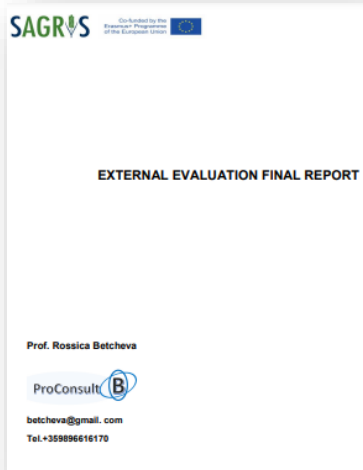 SAGRIS
Co-funded by the
Erasmus+ Programme
of the European Union
EXTERNAL EVALUATION FINAL REPORT
Prof. Rossica Betcheva
ProConsult B
betcheva@gmail. com
Tel.+359896616170